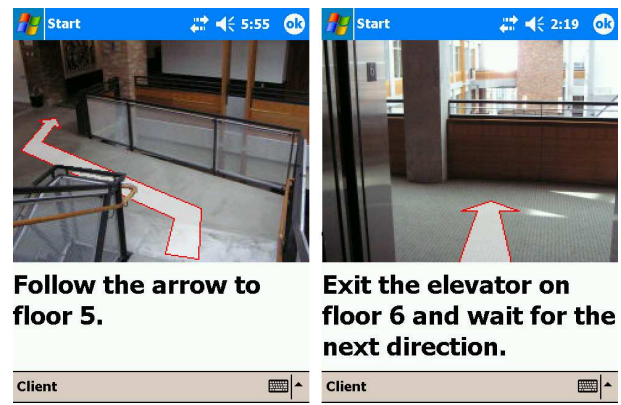 Start 5:55 ok
Follow the arrow to
floor 5.
Client
Start 2:19 ok
Exit the elevator on
floor 6 and wait for the
next direction.
Client